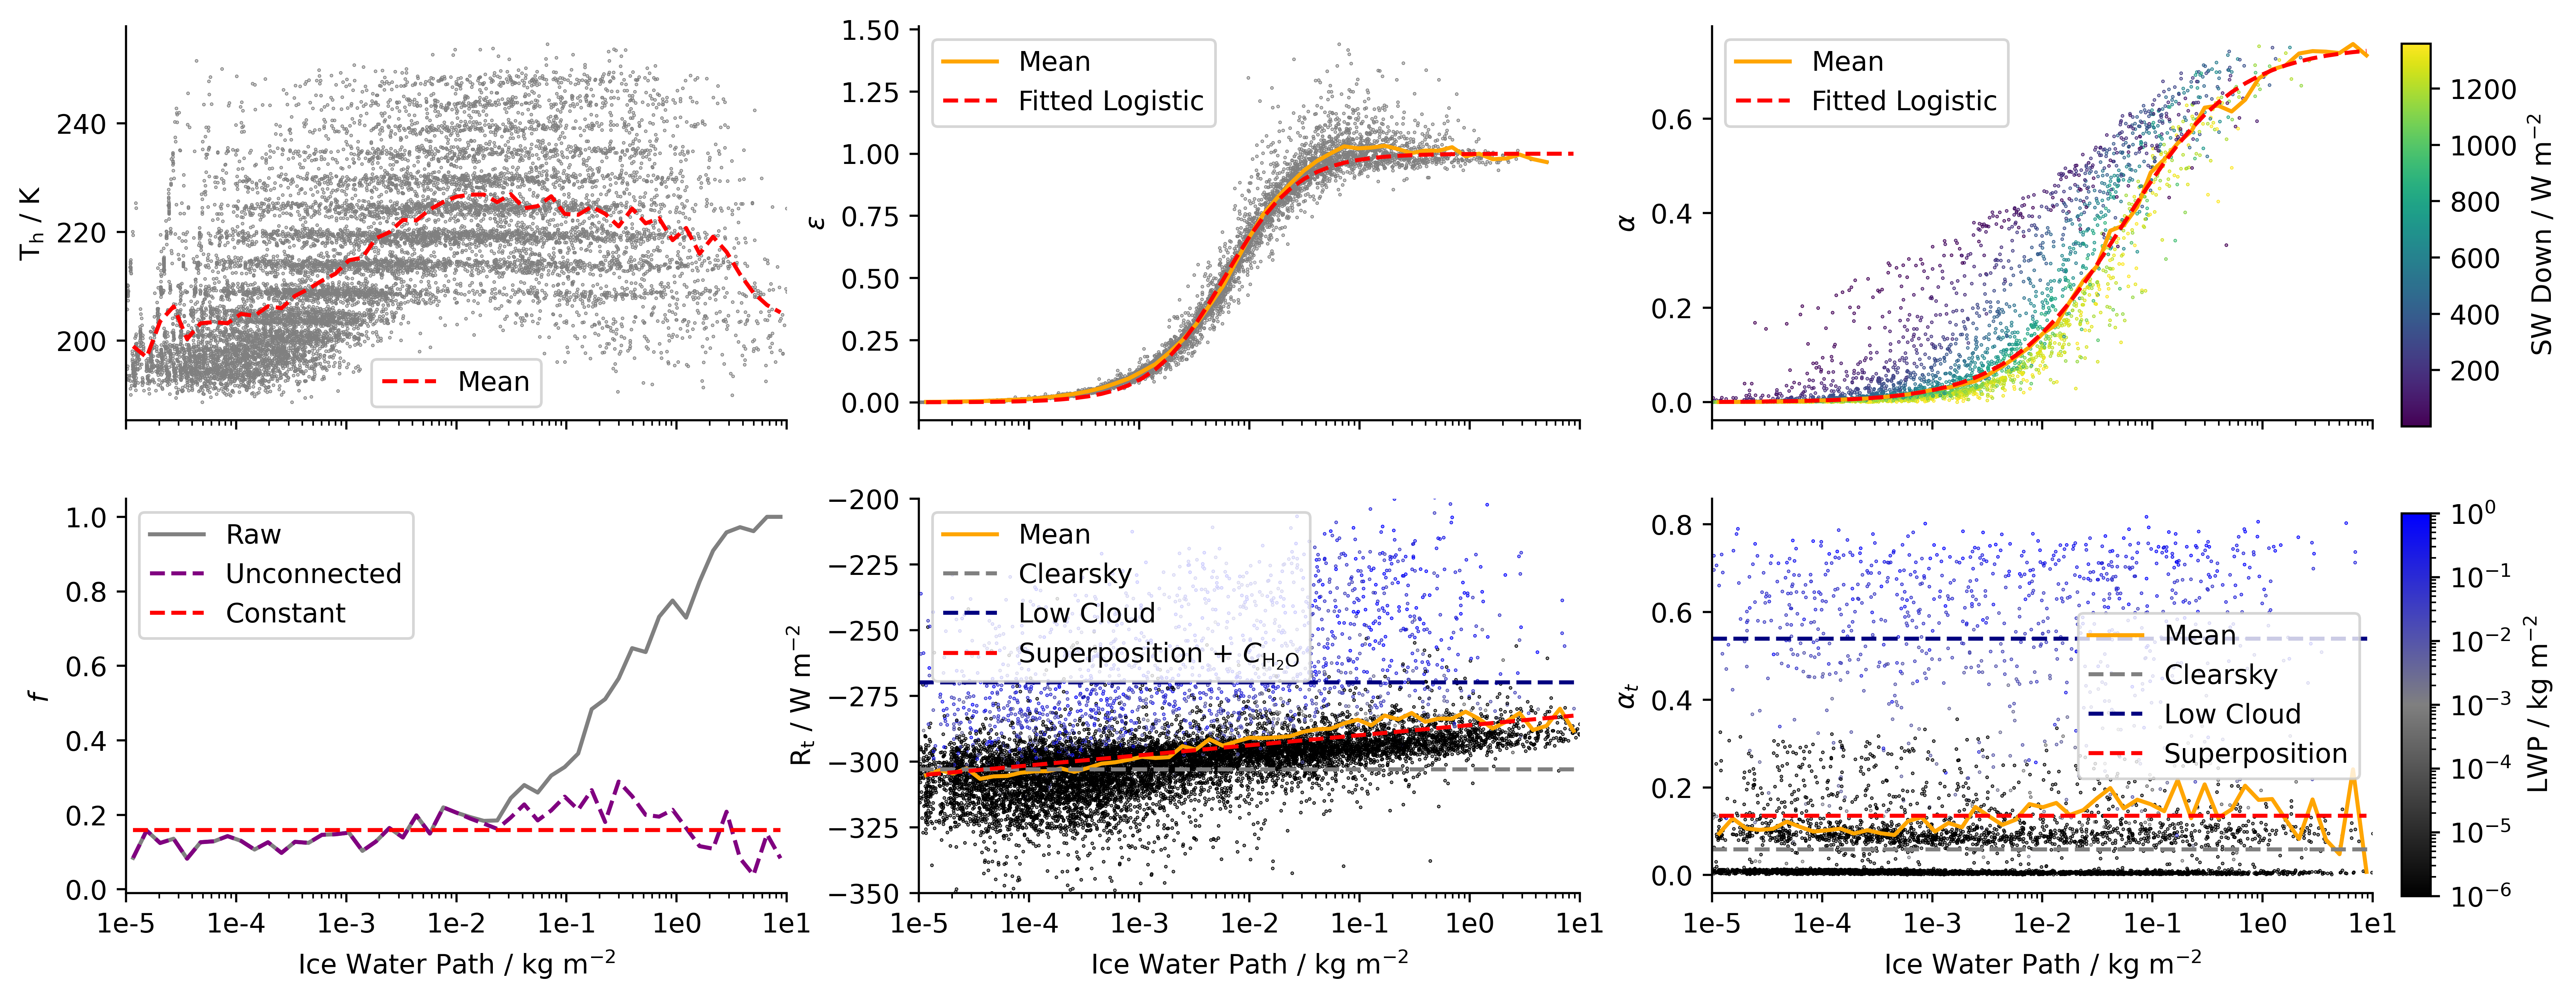 T_h / K
240
220
200
Mean
ε
1.50
1.25
1.00
0.75
0.50
0.25
0.00
Mean
Fitted Logistic
α
0.6
0.4
0.2
0.0
Mean
Fitted Logistic
1200
1000
800
600
400
200
SW Down / W m⁻²
f
1.0
0.8
0.6
0.4
0.2
0.0
Raw
Unconnected
Constant
1e-5 1e-4 1e-3 1e-2 1e-1 1e0 1e1
Ice Water Path / kg m⁻²
R_t / W m⁻²
−200
−225
−250
−275
−300
−325
−350
Mean
Clearsky
Low Cloud
Superposition + C_H₂O
1e-5 1e-4 1e-3 1e-2 1e-1 1e0 1e1
Ice Water Path / kg m⁻²
α_t
0.8
0.6
0.4
0.2
0.0
Mean
Clearsky
Low Cloud
Superposition
1e-5 1e-4 1e-3 1e-2 1e-1 1e0 1e1
Ice Water Path / kg m⁻²
10⁰
10⁻¹
10⁻²
10⁻³
10⁻⁴
10⁻⁵
10⁻⁶
LWP / kg m⁻²